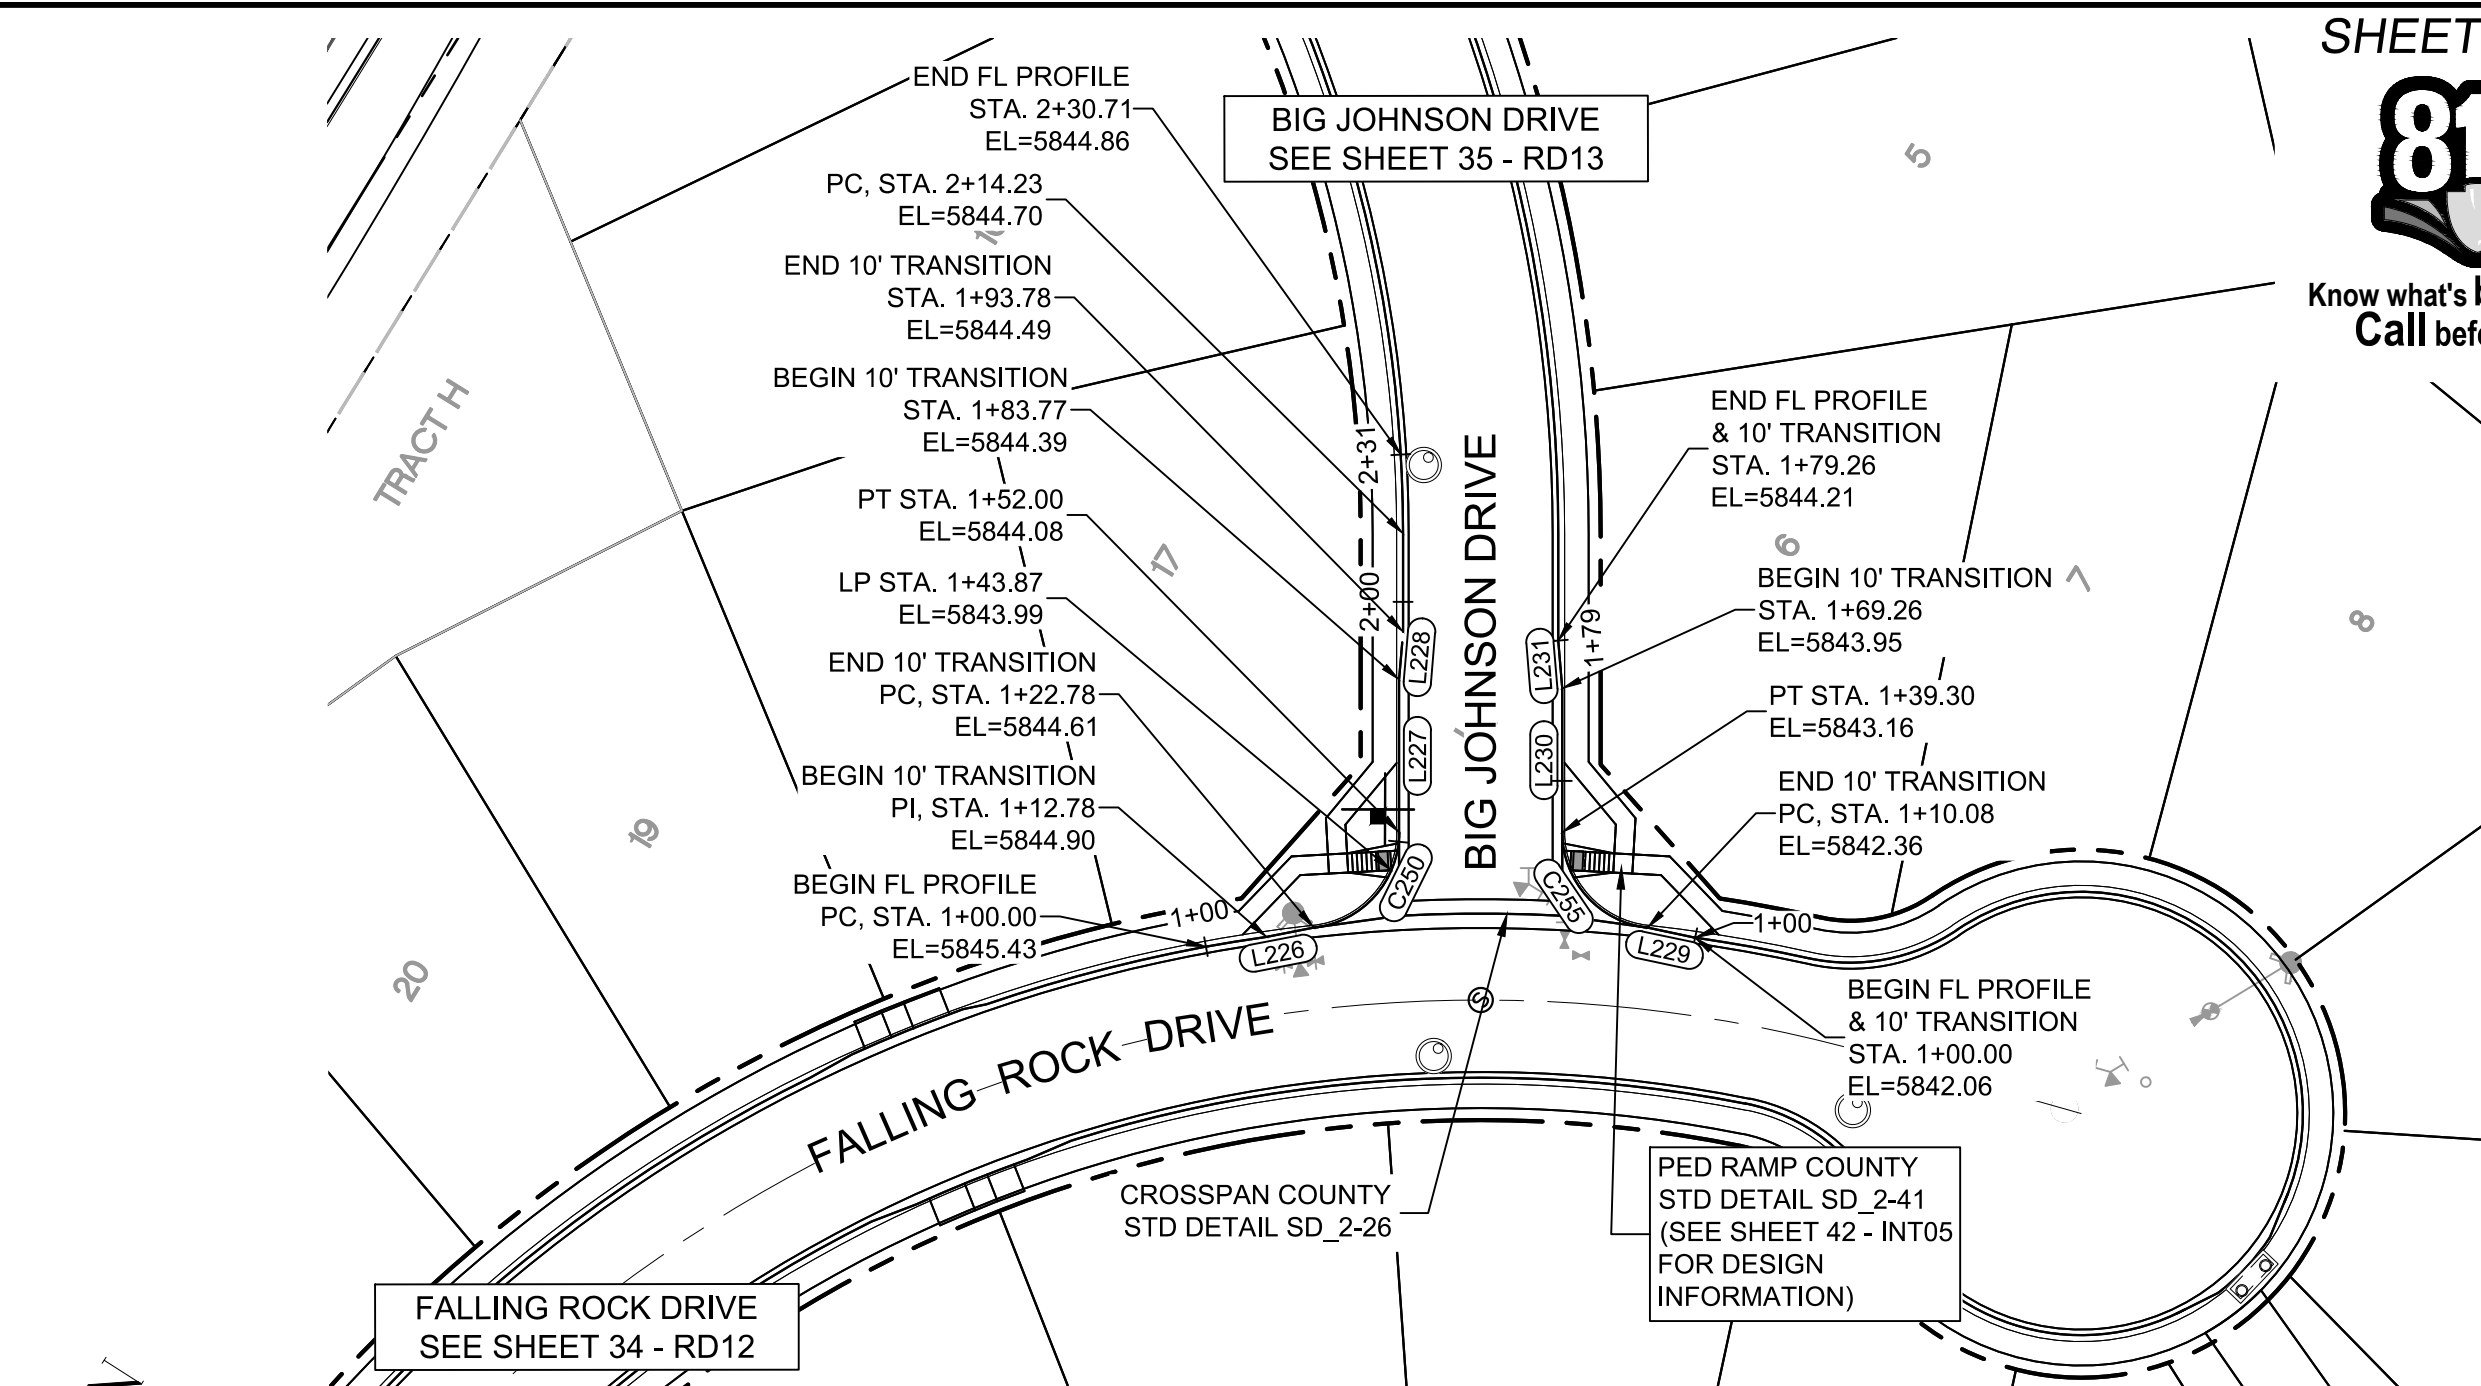 SHEET
81
Know what's
Call
END FL PROFILE
STA. 2+30.71
EL=5844.86
PC, STA. 2+14.23
EL=5844.70
END 10' TRANSITION
STA. 1+93.78
EL=5844.49
BEGIN 10' TRANSITION
STA. 1+83.77
EL=5844.39
PT STA. 1+52.00
EL=5844.08
LP STA. 1+43.87
EL=5843.99
END 10' TRANSITION
PC, STA. 1+22.78
EL=5844.61
BEGIN 10' TRANSITION
PI, STA. 1+12.78
EL=5844.90
BEGIN FL PROFILE
PC, STA. 1+00.00
EL=5845.43
BIG JOHNSON DRIVE
SEE SHEET 35 - RD13
END FL PROFILE
& 10' TRANSITION
STA. 1+79.26
EL=5844.21
BEGIN 10' TRANSITION
STA. 1+69.26
EL=5843.95
PT STA. 1+39.30
EL=5843.16
END 10' TRANSITION
PC, STA. 1+10.08
EL=5842.36
BEGIN FL PROFILE
& 10' TRANSITION
STA. 1+00.00
EL=5842.06
TRACT H
5
6
7
8
17
19
20
2+31
2+00
1+79
1+00
1+00
L228
L227
C250
L226
L231
L230
C255
L229
BIG JOHNSON DRIVE
FALLING ROCK DRIVE
S
CROSSPAN COUNTY
STD DETAIL SD_2-26
PED RAMP COUNTY
STD DETAIL SD_2-41
(SEE SHEET 42 - INT05
FOR DESIGN
INFORMATION)
FALLING ROCK DRIVE
SEE SHEET 34 - RD12